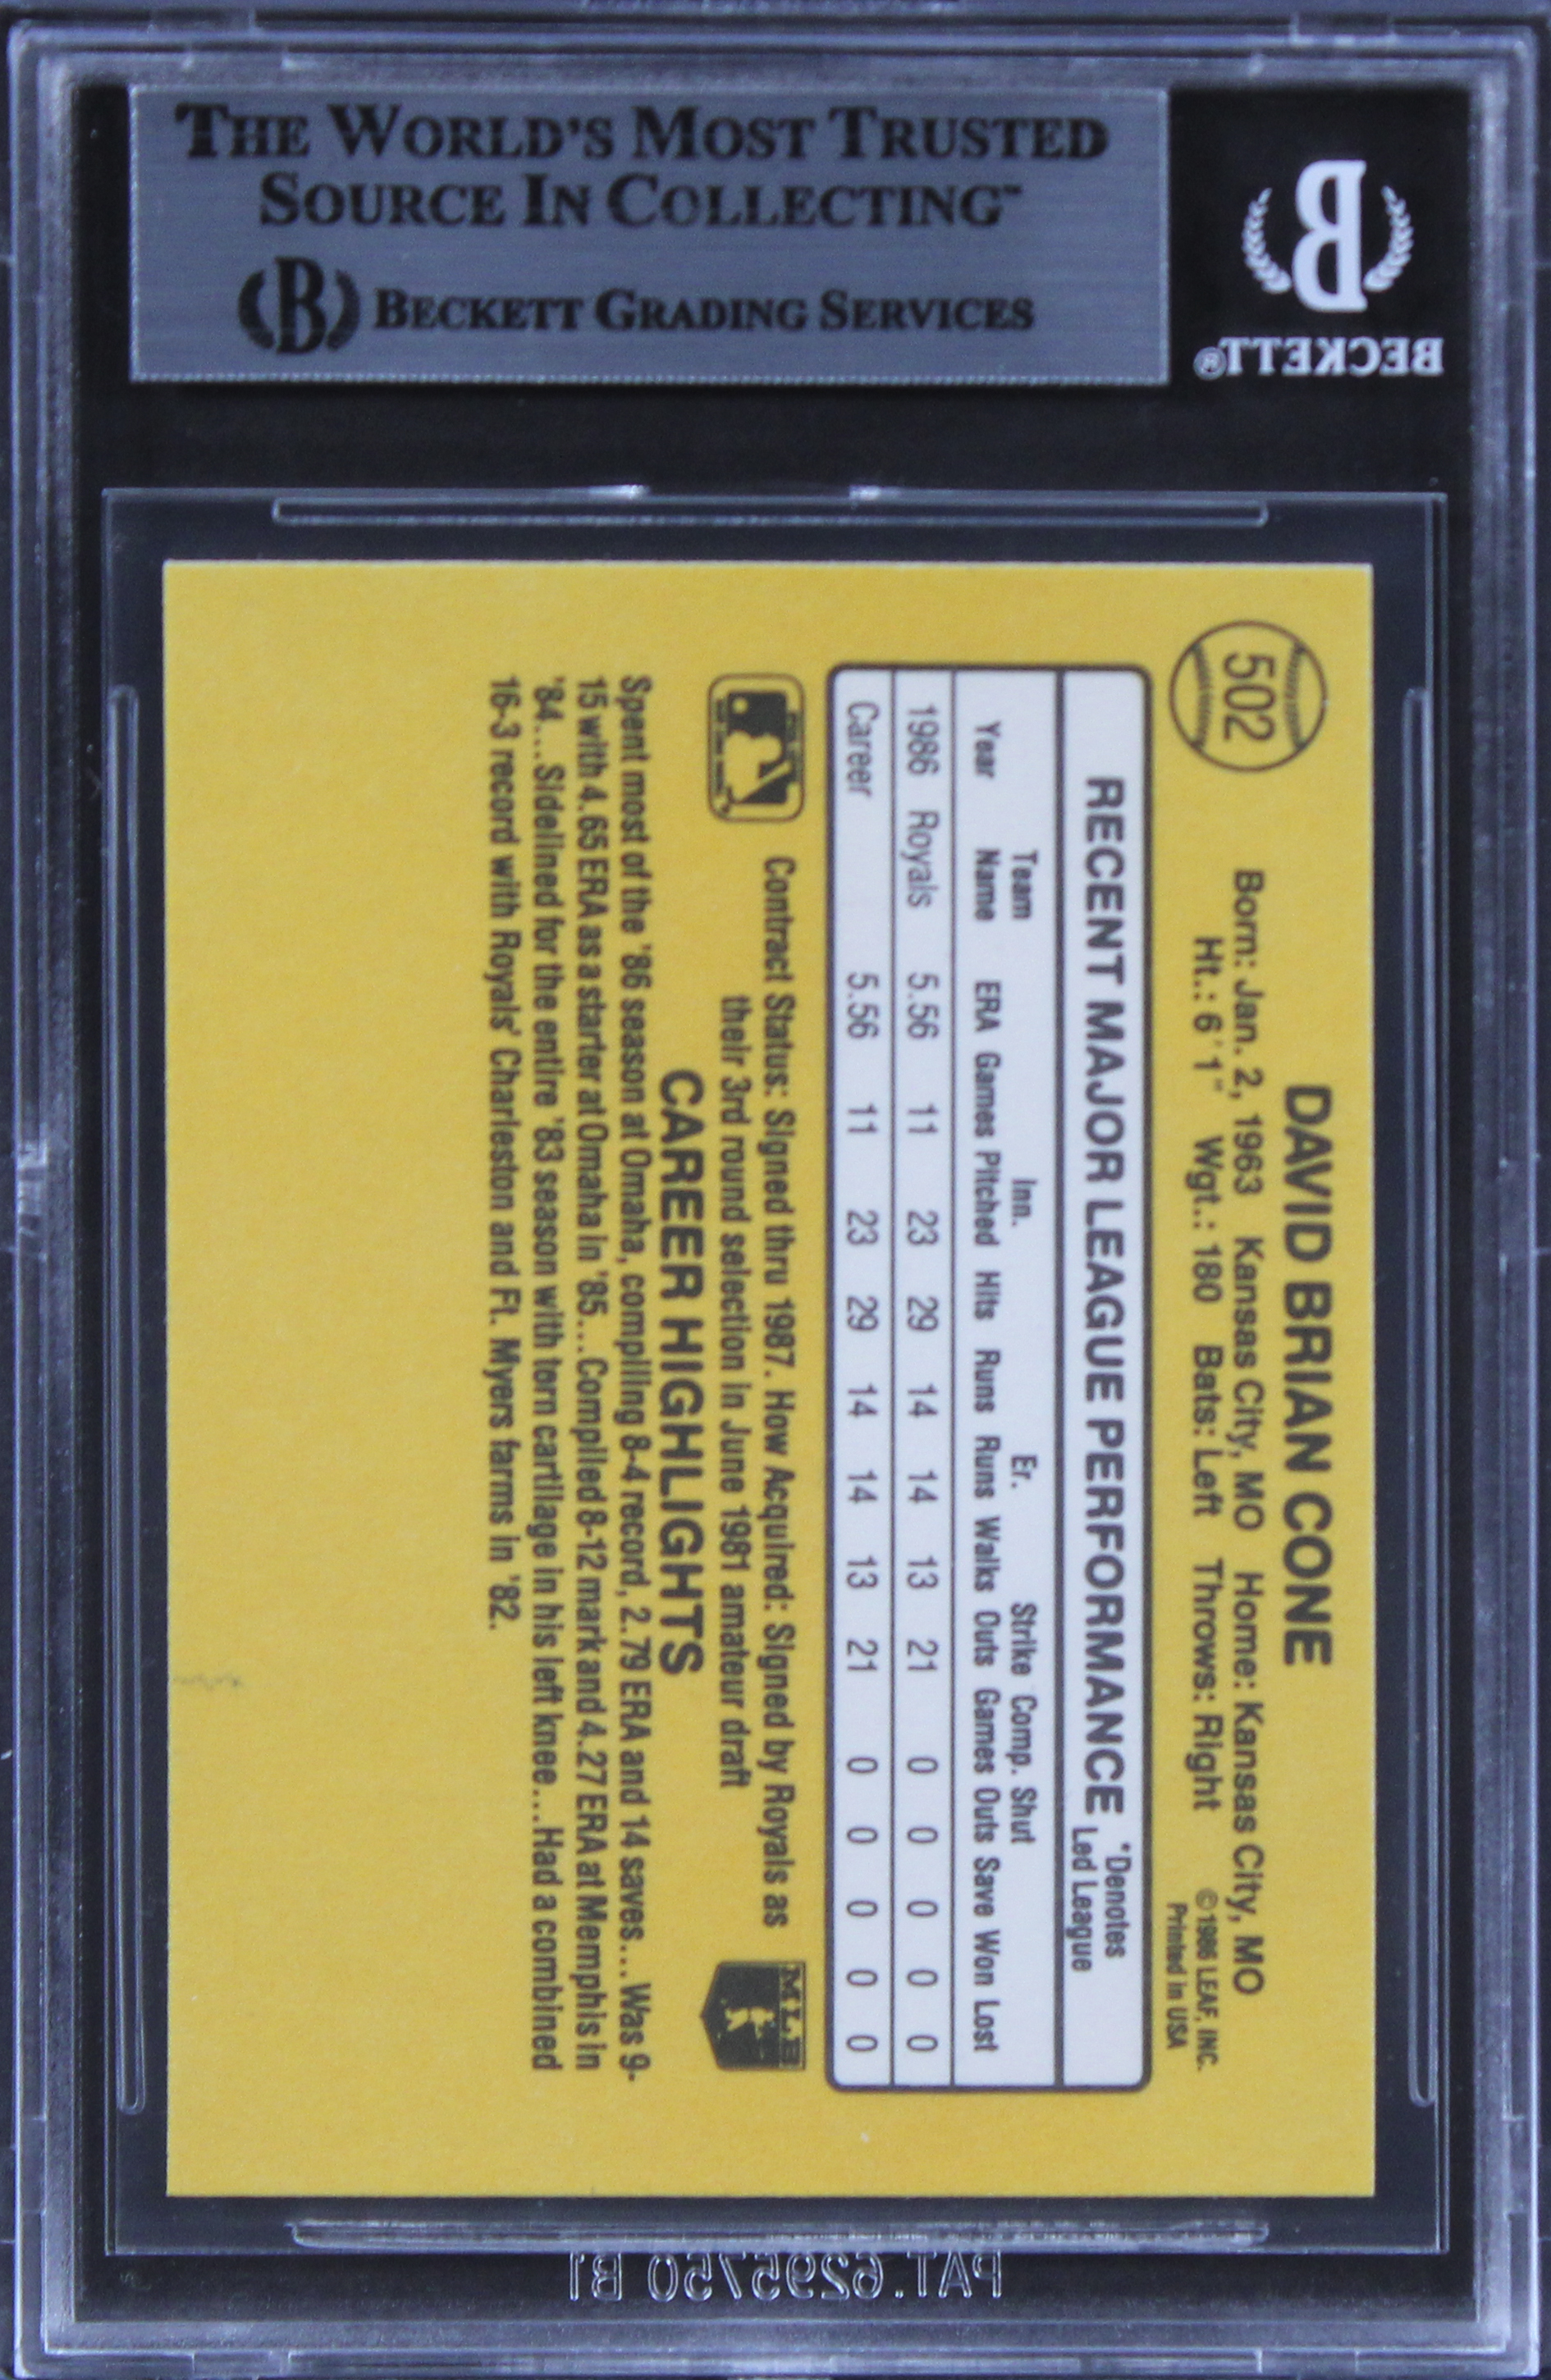 THE WORLD'S MOST TRUSTED
SOURCE IN COLLECTING™
B BECKETT GRADING SERVICES
B
BECKETT®
502
DAVID BRIAN CONE
Born: Jan. 2, 1963 Kansas City, MO Home: Kansas City, MO
Ht.: 6'1" Wgt.: 180 Bats: Left Throws: Right
©1986 LEAF, INC.
Printed in USA
RECENT MAJOR LEAGUE PERFORMANCE *Denotes
Led League
Team Inn. Er. Strike Comp. Shut
Year Name ERA Games Pitched Hits Runs Runs Walks Outs Games Outs Save Won Lost
1986 Royals 5.56 11 23 29 14 14 13 21 0 0 0 0 0
Career 5.56 11 23 29 14 14 13 21 0 0 0 0 0
Contract Status: Signed thru 1987. How Acquired: Signed by Royals as
their 3rd round selection in June 1981 amateur draft
MLB
CAREER HIGHLIGHTS
Spent most of the '86 season at Omaha, compiling 8-4 record, 2.79 ERA and 14 saves...Was 9-
15 with 4.65 ERA as a starter at Omaha in '85...Compiled 8-12 mark and 4.27 ERA at Memphis in
'84...Sidelined for the entire '83 season with torn cartilage in his left knee...Had a combined
16-3 record with Royals' Charleston and Ft. Myers farms in '82.
PAT. 6295750 B1